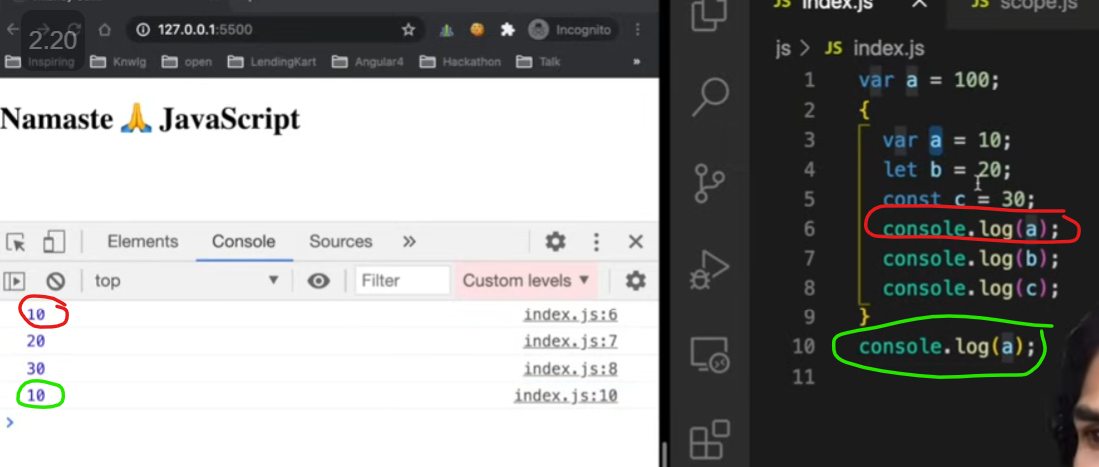 2.20
127.0.0.1:5500
Incognito
Inspiring Knwlg open LendingKart Angular4 Hackathon Talk »
Namaste 🙏 JavaScript
Elements Console Sources »
top Filter Custom levels
10 index.js:6
20 index.js:7
30 index.js:8
10 index.js:10
JS index.js scope.js
js > JS index.js
1 var a = 100;
2 {
3 var a = 10;
4 let b = 20;
5 const c = 30;
6 console.log(a);
7 console.log(b);
8 console.log(c);
9 }
10 console.log(a);
11